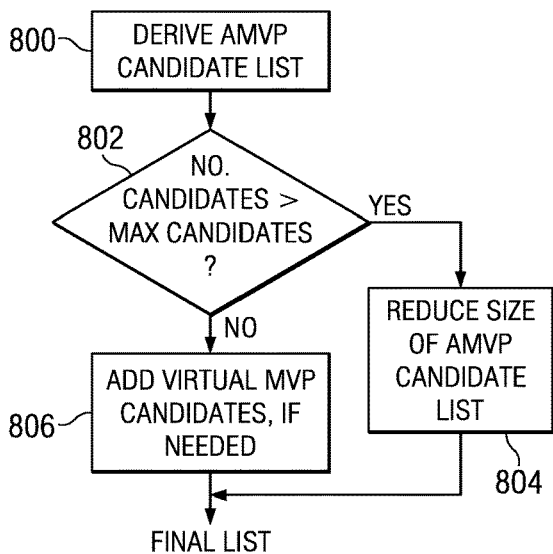 800
DERIVE AMVP
CANDIDATE LIST
802
NO.
CANDIDATES >
MAX CANDIDATES
?
YES
NO
REDUCE SIZE
OF AMVP
CANDIDATE
LIST
804
806
ADD VIRTUAL MVP
CANDIDATES, IF
NEEDED
FINAL LIST